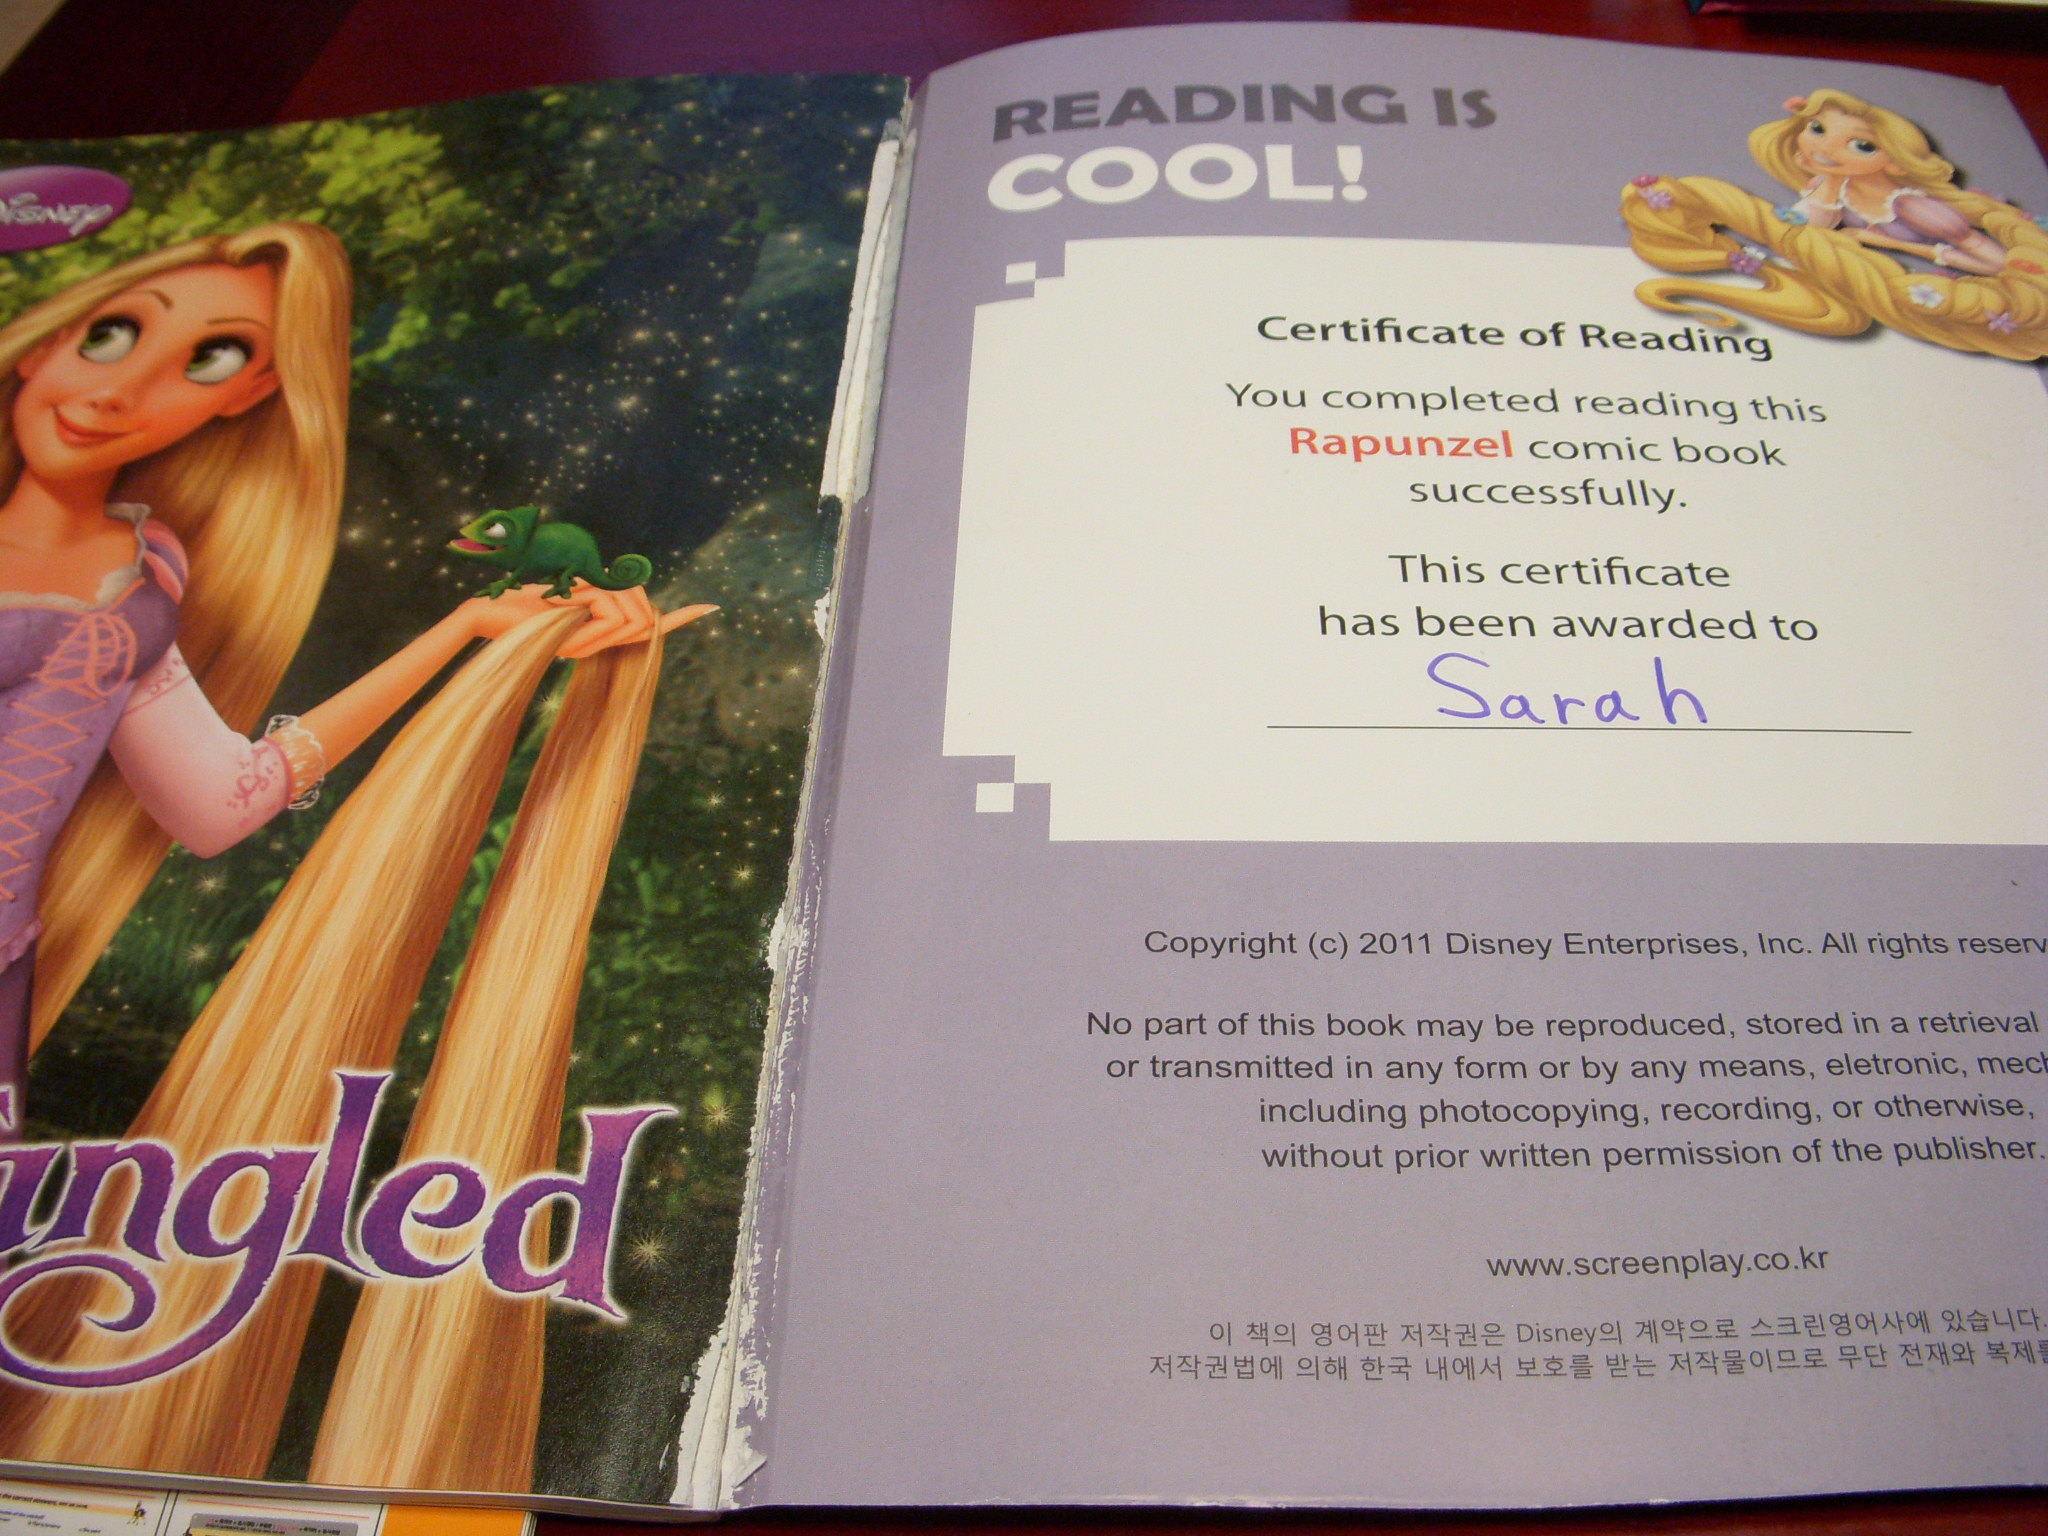 DISNEY
Tangled
READING IS
COOL!
Certificate of Reading
You completed reading this
Rapunzel comic book
successfully.
This certificate
has been awarded to
Sarah
Copyright (c) 2011 Disney Enterprises, Inc. All rights reserv
No part of this book may be reproduced, stored in a retrieval
or transmitted in any form or by any means, eletronic, mech
including photocopying, recording, or otherwise,
without prior written permission of the publisher.
www.screenplay.co.kr
이 책의 영어판 저작권은 Disney의 계약으로 스크린영어사에 있습니다.
저작권법에 의해 한국 내에서 보호를 받는 저작물이므로 무단 전재와 복제를